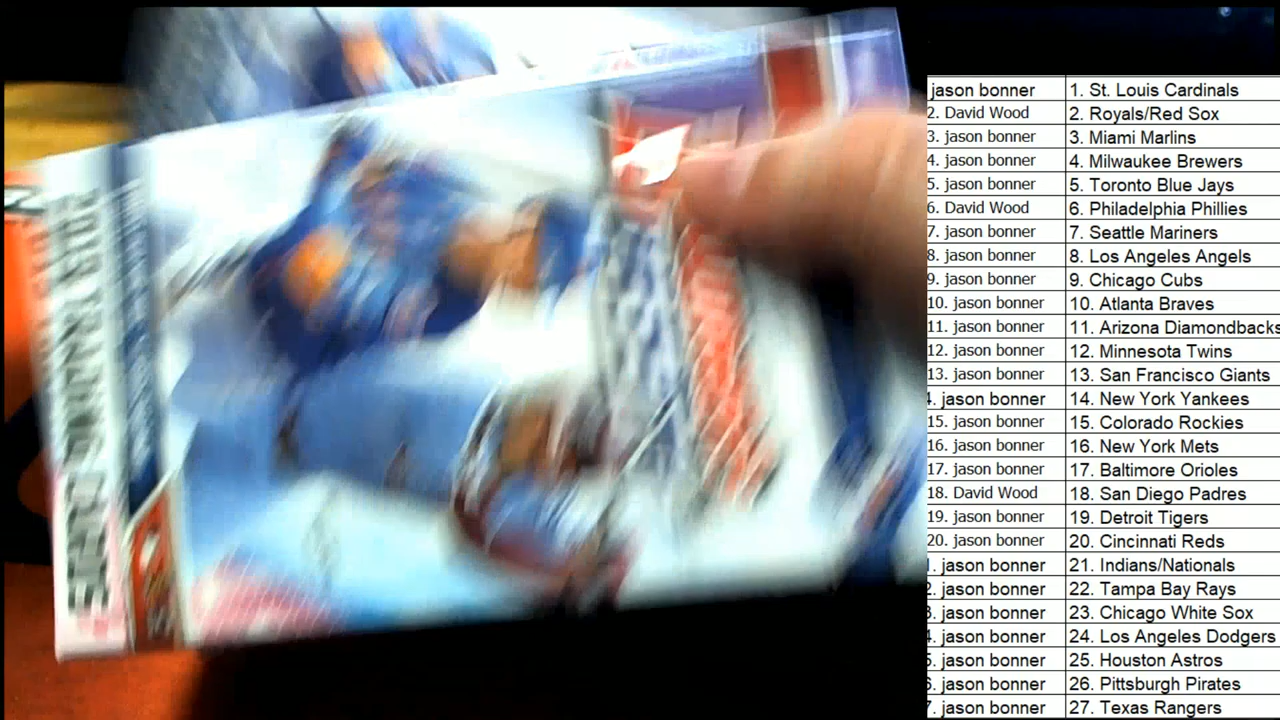 jason bonner 1. St. Louis Cardinals
2. David Wood 2. Royals/Red Sox
3. jason bonner 3. Miami Marlins
4. jason bonner 4. Milwaukee Brewers
5. jason bonner 5. Toronto Blue Jays
6. David Wood 6. Philadelphia Phillies
7. jason bonner 7. Seattle Mariners
8. jason bonner 8. Los Angeles Angels
9. jason bonner 9. Chicago Cubs
10. jason bonner 10. Atlanta Braves
11. jason bonner 11. Arizona Diamondbacks
12. jason bonner 12. Minnesota Twins
13. jason bonner 13. San Francisco Giants
4. jason bonner 14. New York Yankees
15. jason bonner 15. Colorado Rockies
16. jason bonner 16. New York Mets
17. jason bonner 17. Baltimore Orioles
18. David Wood 18. San Diego Padres
19. jason bonner 19. Detroit Tigers
20. jason bonner 20. Cincinnati Reds
1. jason bonner 21. Indians/Nationals
2. jason bonner 22. Tampa Bay Rays
3. jason bonner 23. Chicago White Sox
4. jason bonner 24. Los Angeles Dodgers
5. jason bonner 25. Houston Astros
6. jason bonner 26. Pittsburgh Pirates
7. jason bonner 27. Texas Rangers